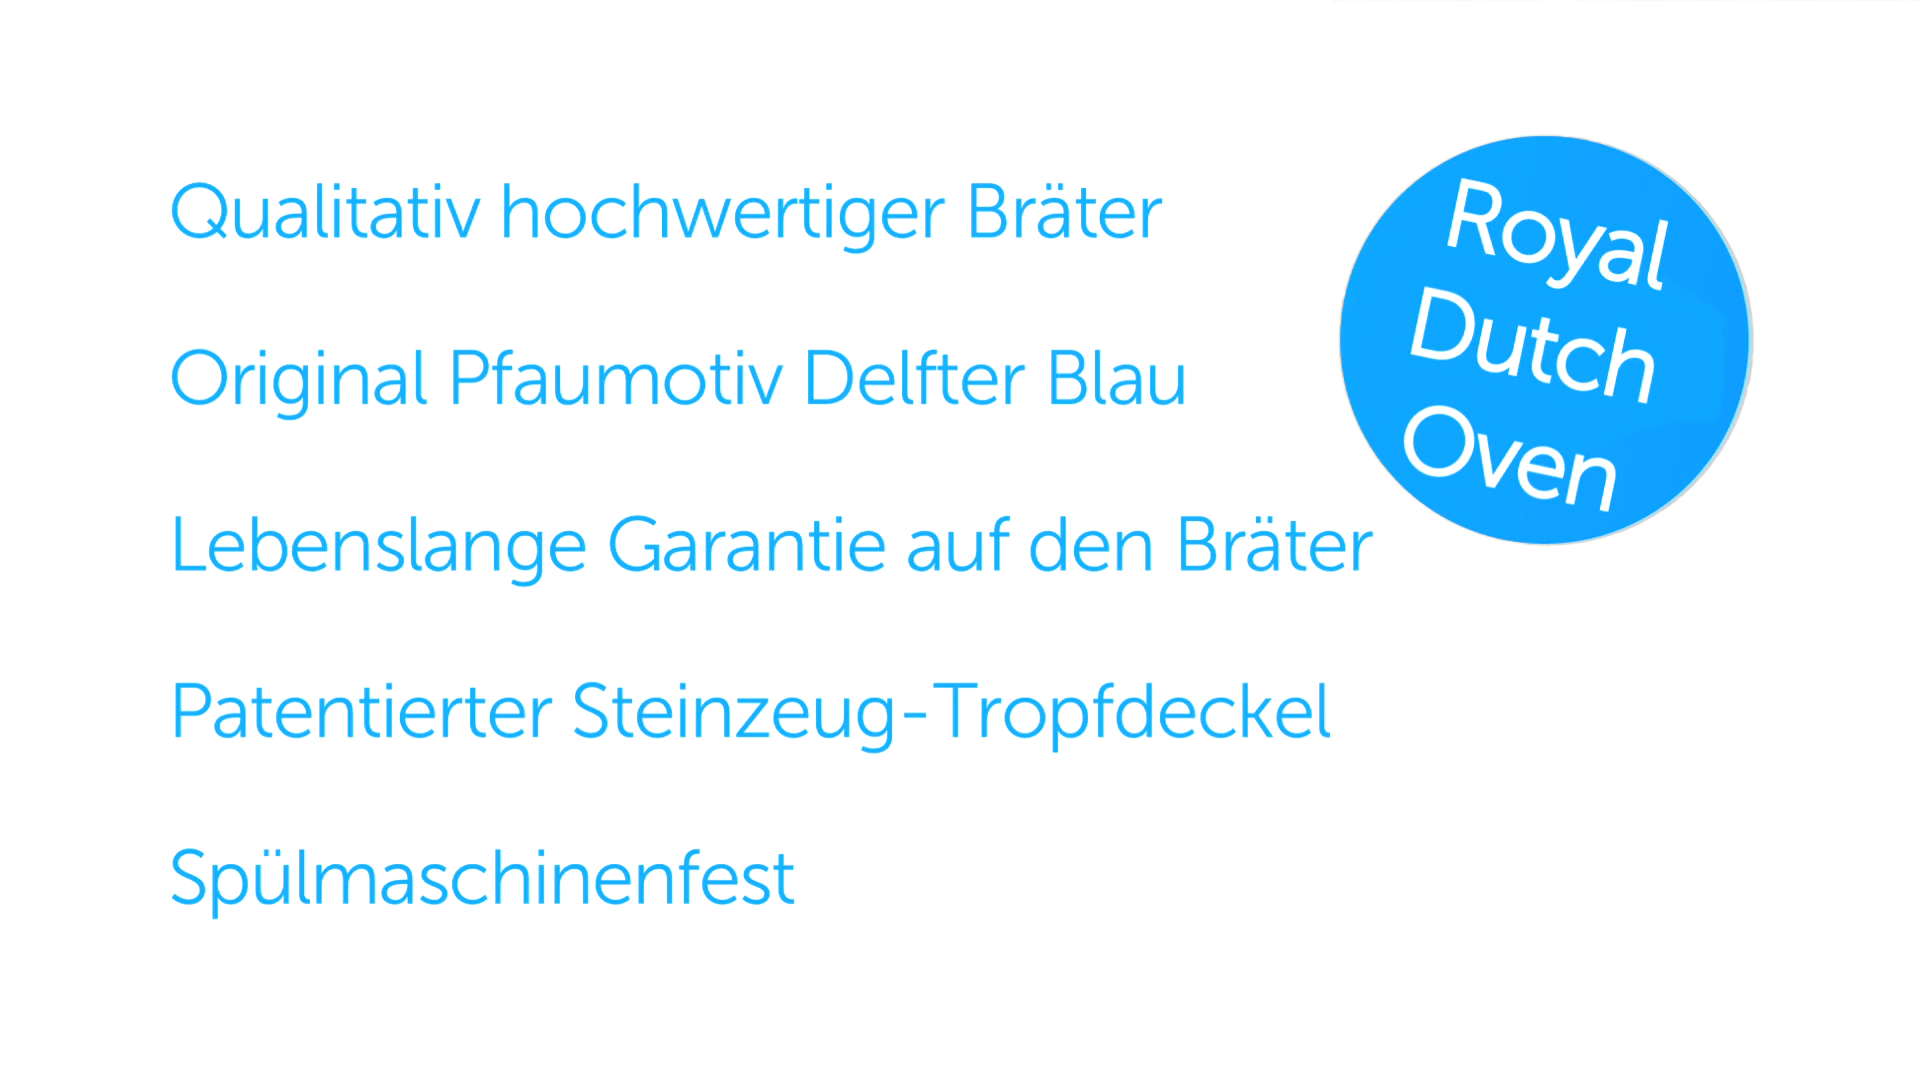 Qualitativ hochwertiger Bräter
Original Pfaumotiv Delfter Blau
Lebenslange Garantie auf den Bräter
Patentierter Steinzeug-Tropfdeckel
Spülmaschinenfest
Royal
Dutch
Oven